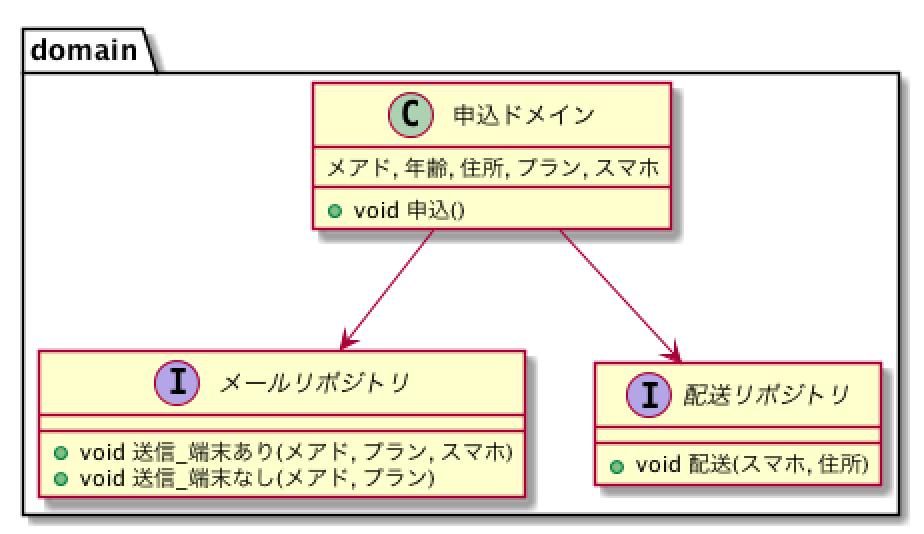 domain
C 申込ドメイン
メアド, 年齢, 住所, プラン, スマホ
void 申込()
I メールリポジトリ
void 送信_端末あり(メアド, プラン, スマホ)
void 送信_端末なし(メアド, プラン)
I 配送リポジトリ
void 配送(スマホ, 住所)